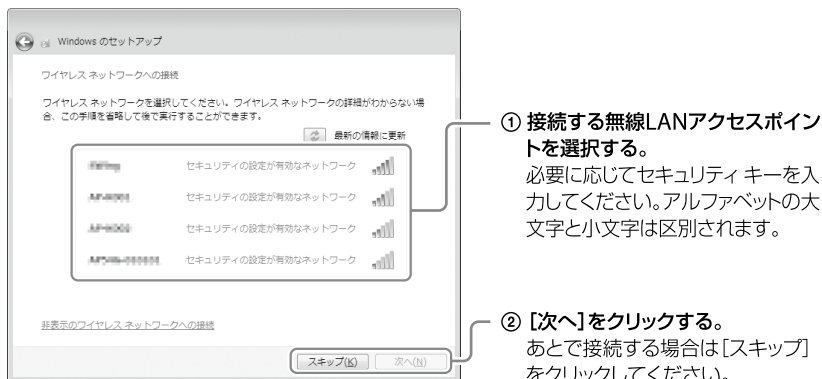 Windows のセットアップ
ワイヤレス ネットワークへの接続
ワイヤレス ネットワークを選択してください。ワイヤレス ネットワークの詳細がわからない場
合、この手順を省略して後で実行することができます。
最新の情報に更新
セキュリティの設定が有効なネットワーク
セキュリティの設定が有効なネットワーク
セキュリティの設定が有効なネットワーク
セキュリティの設定が有効なネットワーク
非表示のワイヤレス ネットワークへの接続
スキップ(K) 次へ(N)
① 接続する無線LANアクセスポイン
トを選択する。
必要に応じてセキュリティ キーを入
力してください。アルファベットの大
文字と小文字は区別されます。
② [次へ]をクリックする。
あとで接続する場合は[スキップ]
をクリックしてください。